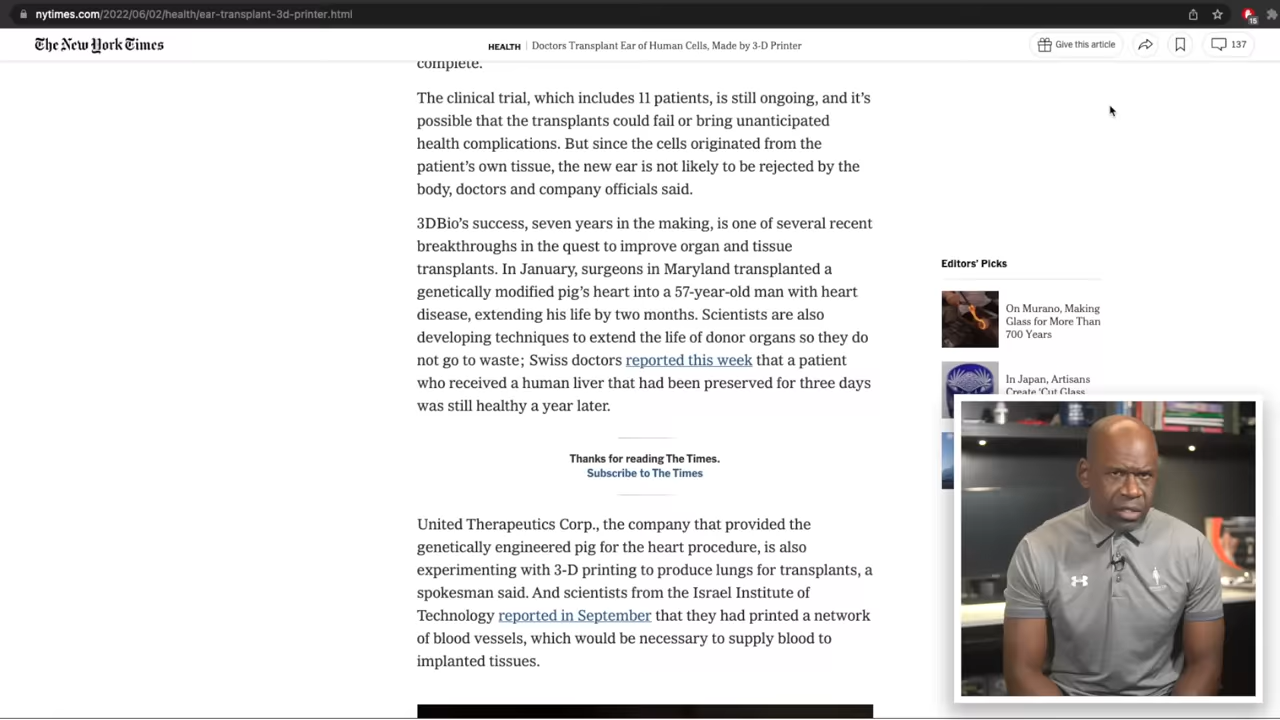 nytimes.com/2022/06/02/health/ear-transplant-3d-printer.html
15
The New York Times
HEALTH | Doctors Transplant Ear of Human Cells, Made by 3-D Printer
Give this article
137
complete.
The clinical trial, which includes 11 patients, is still ongoing, and it’s
possible that the transplants could fail or bring unanticipated
health complications. But since the cells originated from the
patient’s own tissue, the new ear is not likely to be rejected by the
body, doctors and company officials said.
3DBio’s success, seven years in the making, is one of several recent
breakthroughs in the quest to improve organ and tissue
transplants. In January, surgeons in Maryland transplanted a
genetically modified pig’s heart into a 57-year-old man with heart
disease, extending his life by two months. Scientists are also
developing techniques to extend the life of donor organs so they do
not go to waste; Swiss doctors reported this week that a patient
who received a human liver that had been preserved for three days
was still healthy a year later.
Thanks for reading The Times.
Subscribe to The Times
United Therapeutics Corp., the company that provided the
genetically engineered pig for the heart procedure, is also
experimenting with 3-D printing to produce lungs for transplants, a
spokesman said. And scientists from the Israel Institute of
Technology reported in September that they had printed a network
of blood vessels, which would be necessary to supply blood to
implanted tissues.
Editors’ Picks
On Murano, Making
Glass for More Than
700 Years
In Japan, Artisans
Create ‘Cut Glass